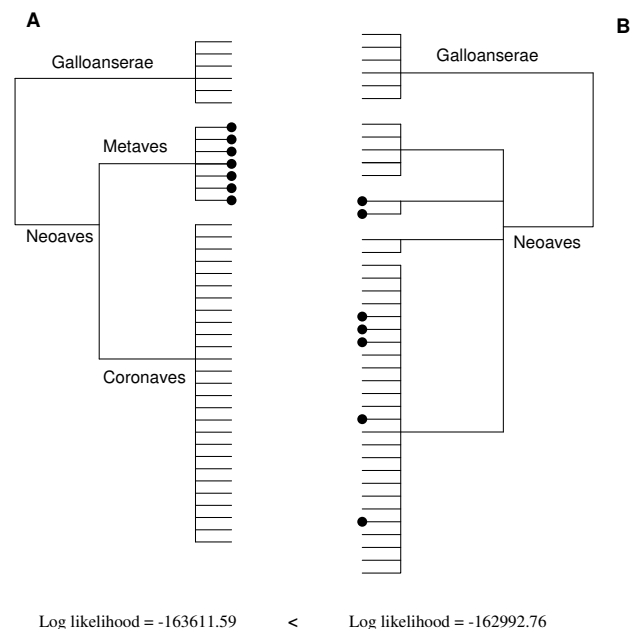 A
B
Galloanserae
Galloanserae
Metaves
Neoaves
Neoaves
Coronaves
Log likelihood = -163611.59 < Log likelihood = -162992.76